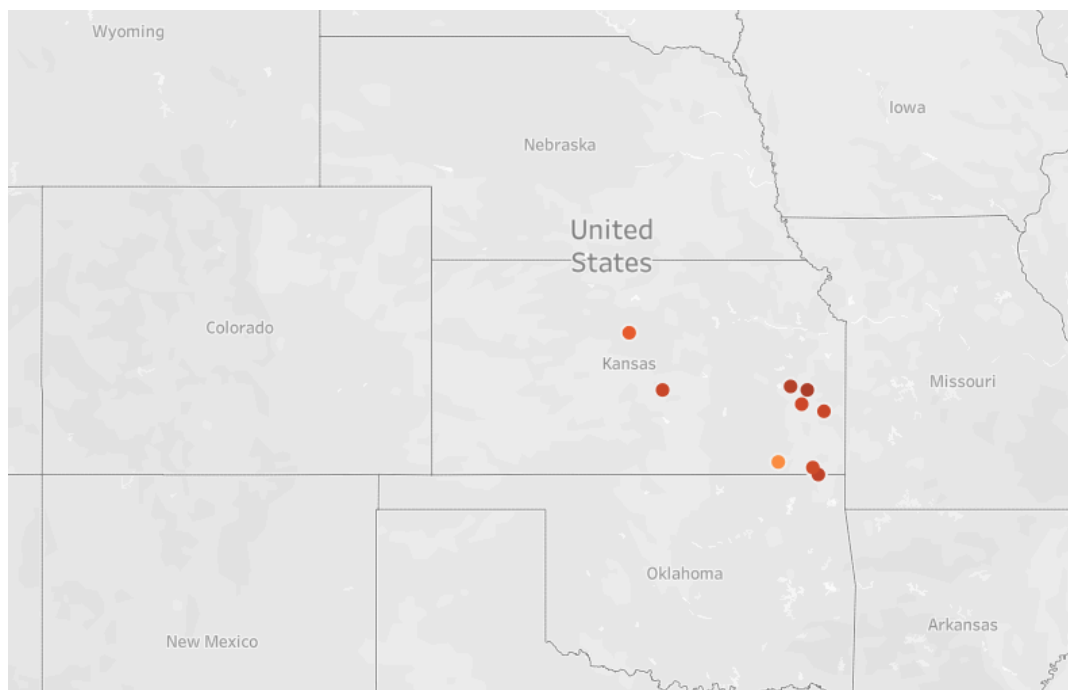 Wyoming
Iowa
Nebraska
United
States
Colorado
Kansas
Missouri
Oklahoma
Arkansas
New Mexico